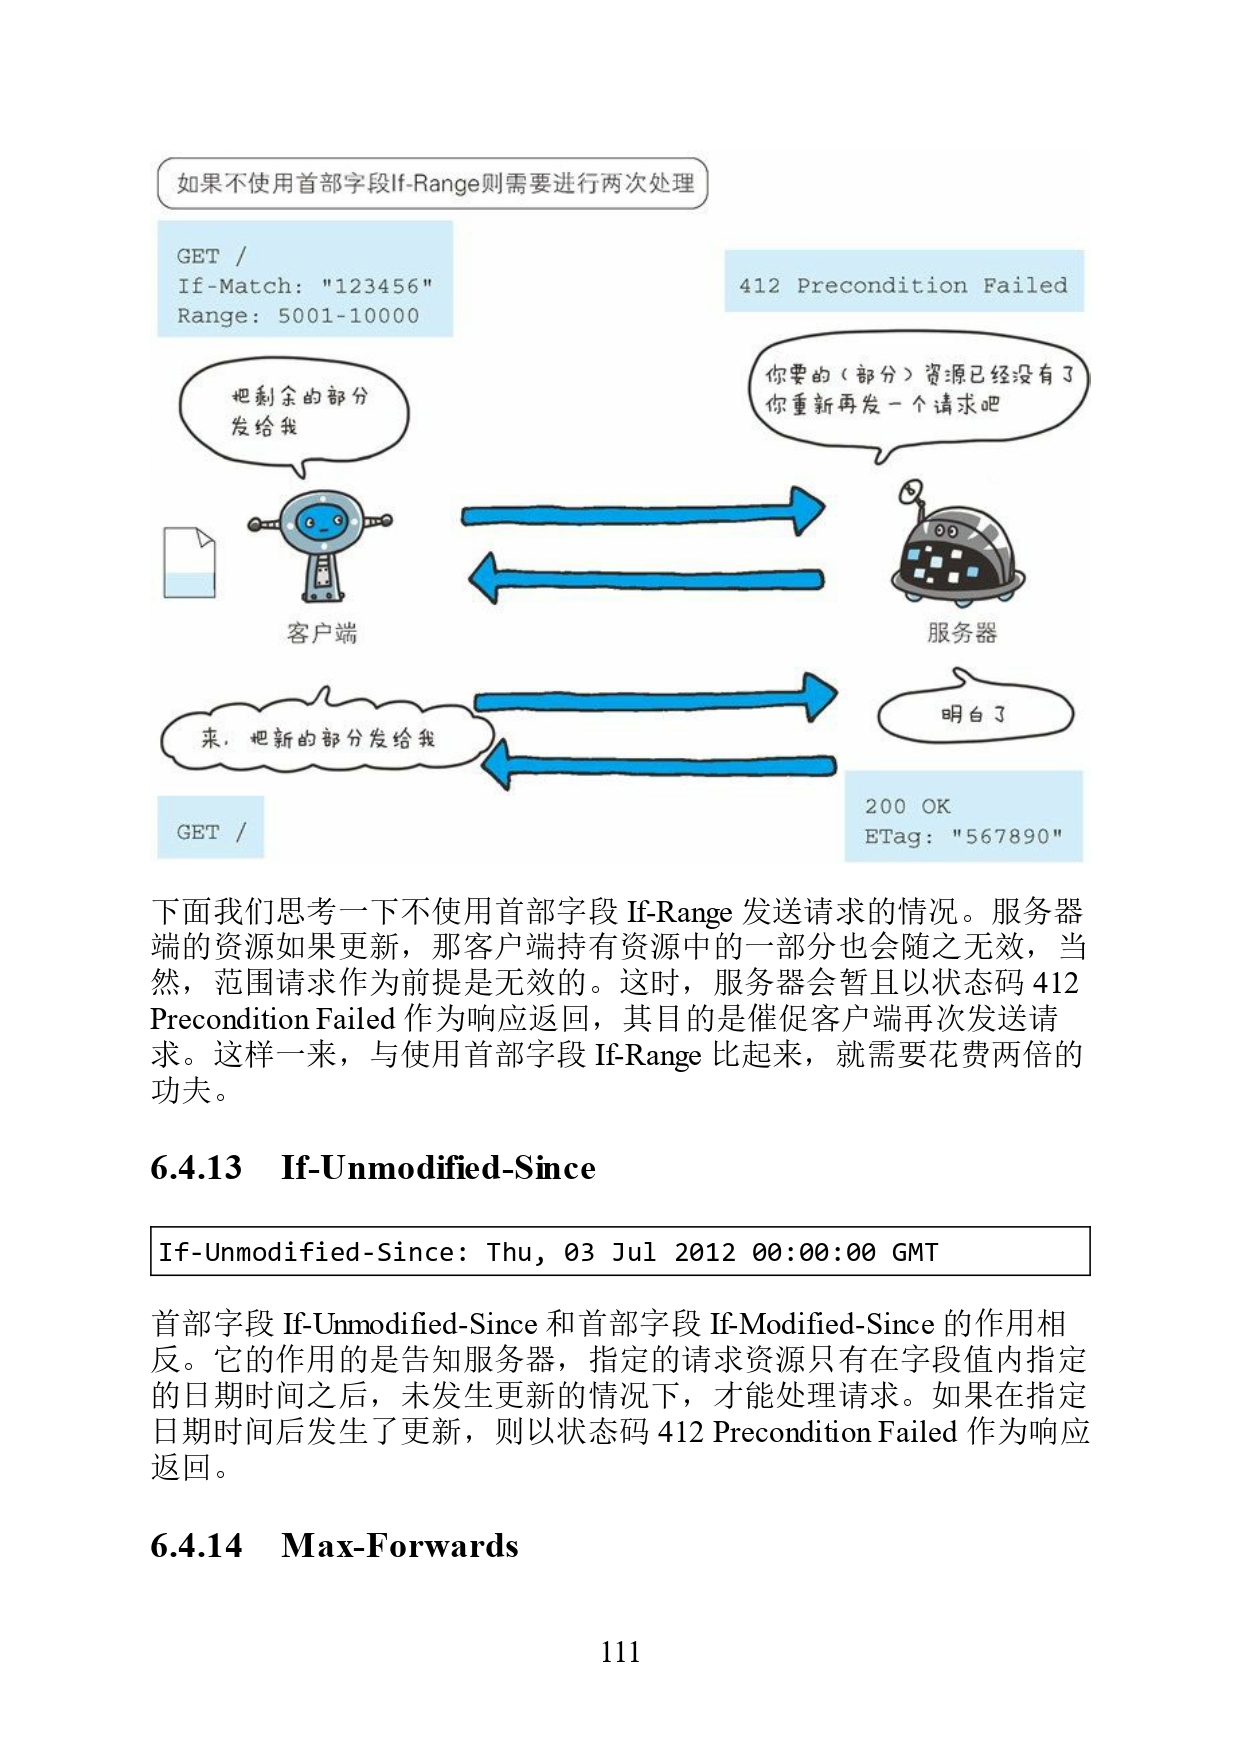 如果不使用首部字段If-Range则需要进行两次处理
GET /
If-Match: "123456"
Range: 5001-10000
412 Precondition Failed
把剩余的部分
发给我
你要的（部分）资源已经没有了
你重新再发一个请求吧
客户端
服务器
来，把新的部分发给我
明白了
GET /
200 OK
ETag: "567890"
下面我们思考一下不使用首部字段 If-Range 发送请求的情况。服务器
端的资源如果更新，那客户端持有资源中的一部分也会随之无效，当
然，范围请求作为前提是无效的。这时，服务器会暂且以状态码 412
Precondition Failed 作为响应返回，其目的是催促客户端再次发送请
求。这样一来，与使用首部字段 If-Range 比起来，就需要花费两倍的
功夫。
6.4.13 If-Unmodified-Since
If-Unmodified-Since: Thu, 03 Jul 2012 00:00:00 GMT
首部字段 If-Unmodified-Since 和首部字段 If-Modified-Since 的作用相
反。它的作用的是告知服务器，指定的请求资源只有在字段值内指定
的日期时间之后，未发生更新的情况下，才能处理请求。如果在指定
日期时间后发生了更新，则以状态码 412 Precondition Failed 作为响应
返回。
6.4.14 Max-Forwards
111